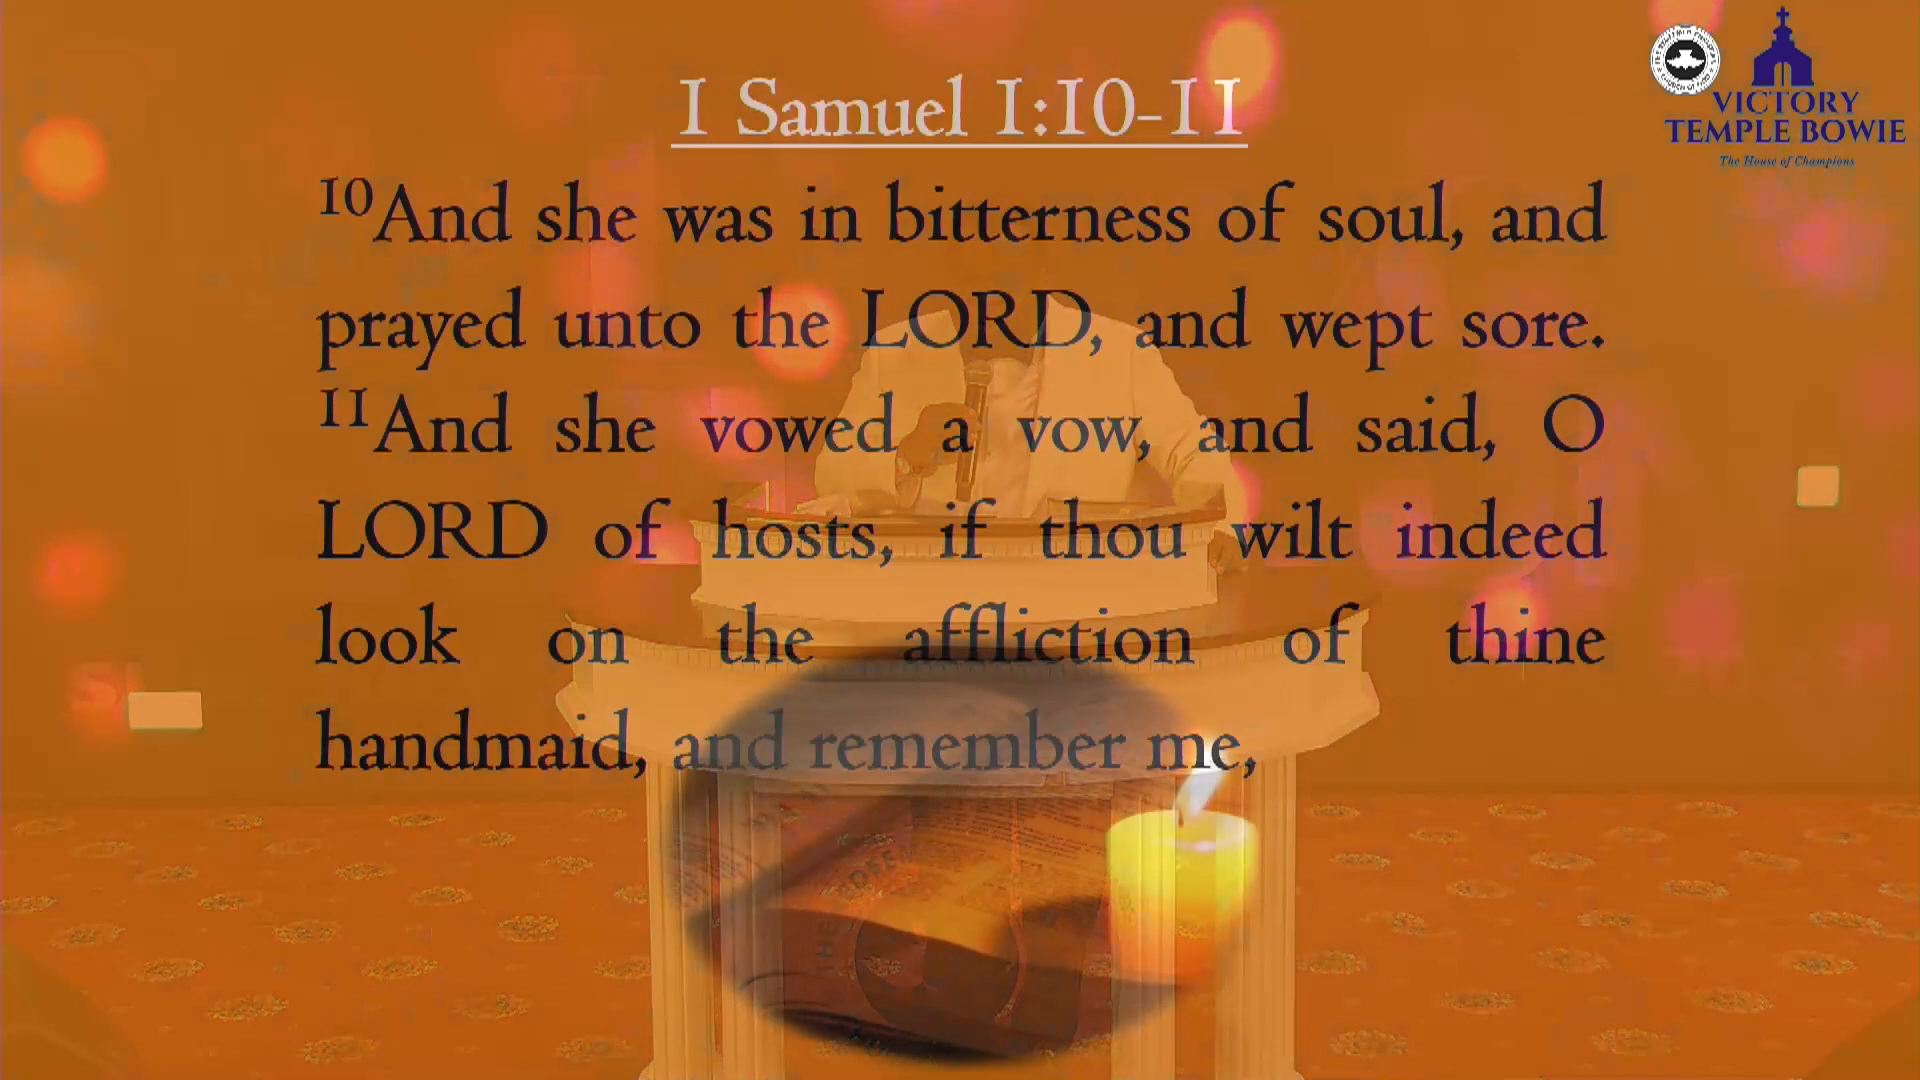 1 Samuel 1:10-11
10And she was in bitterness of soul, and
prayed unto the LORD, and wept sore.
11And she vowed a vow, and said, O
LORD of hosts, if thou wilt indeed
look on the affliction of thine
handmaid, and remember me,
VICTORY
TEMPLE BOWIE
The House of Champions